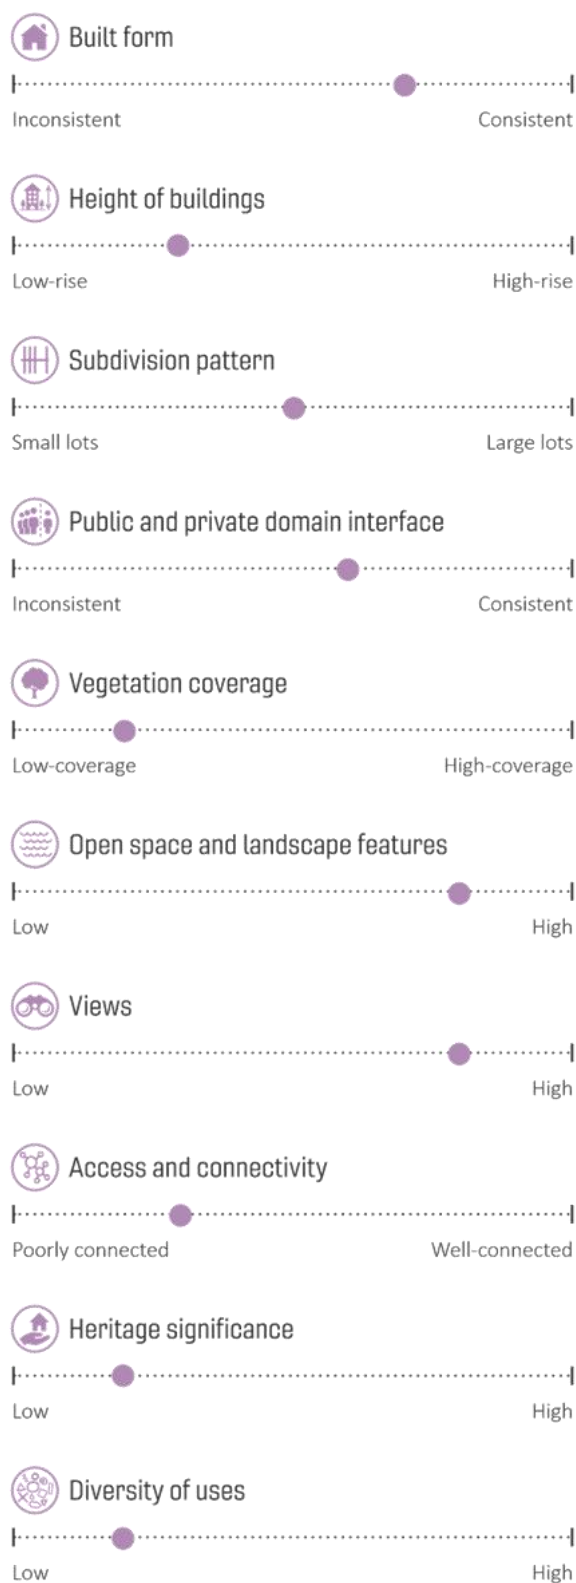 Built form
Inconsistent Consistent
Height of buildings
Low-rise High-rise
Subdivision pattern
Small lots Large lots
Public and private domain interface
Inconsistent Consistent
Vegetation coverage
Low-coverage High-coverage
Open space and landscape features
Low High
Views
Low High
Access and connectivity
Poorly connected Well-connected
Heritage significance
Low High
Diversity of uses
Low High